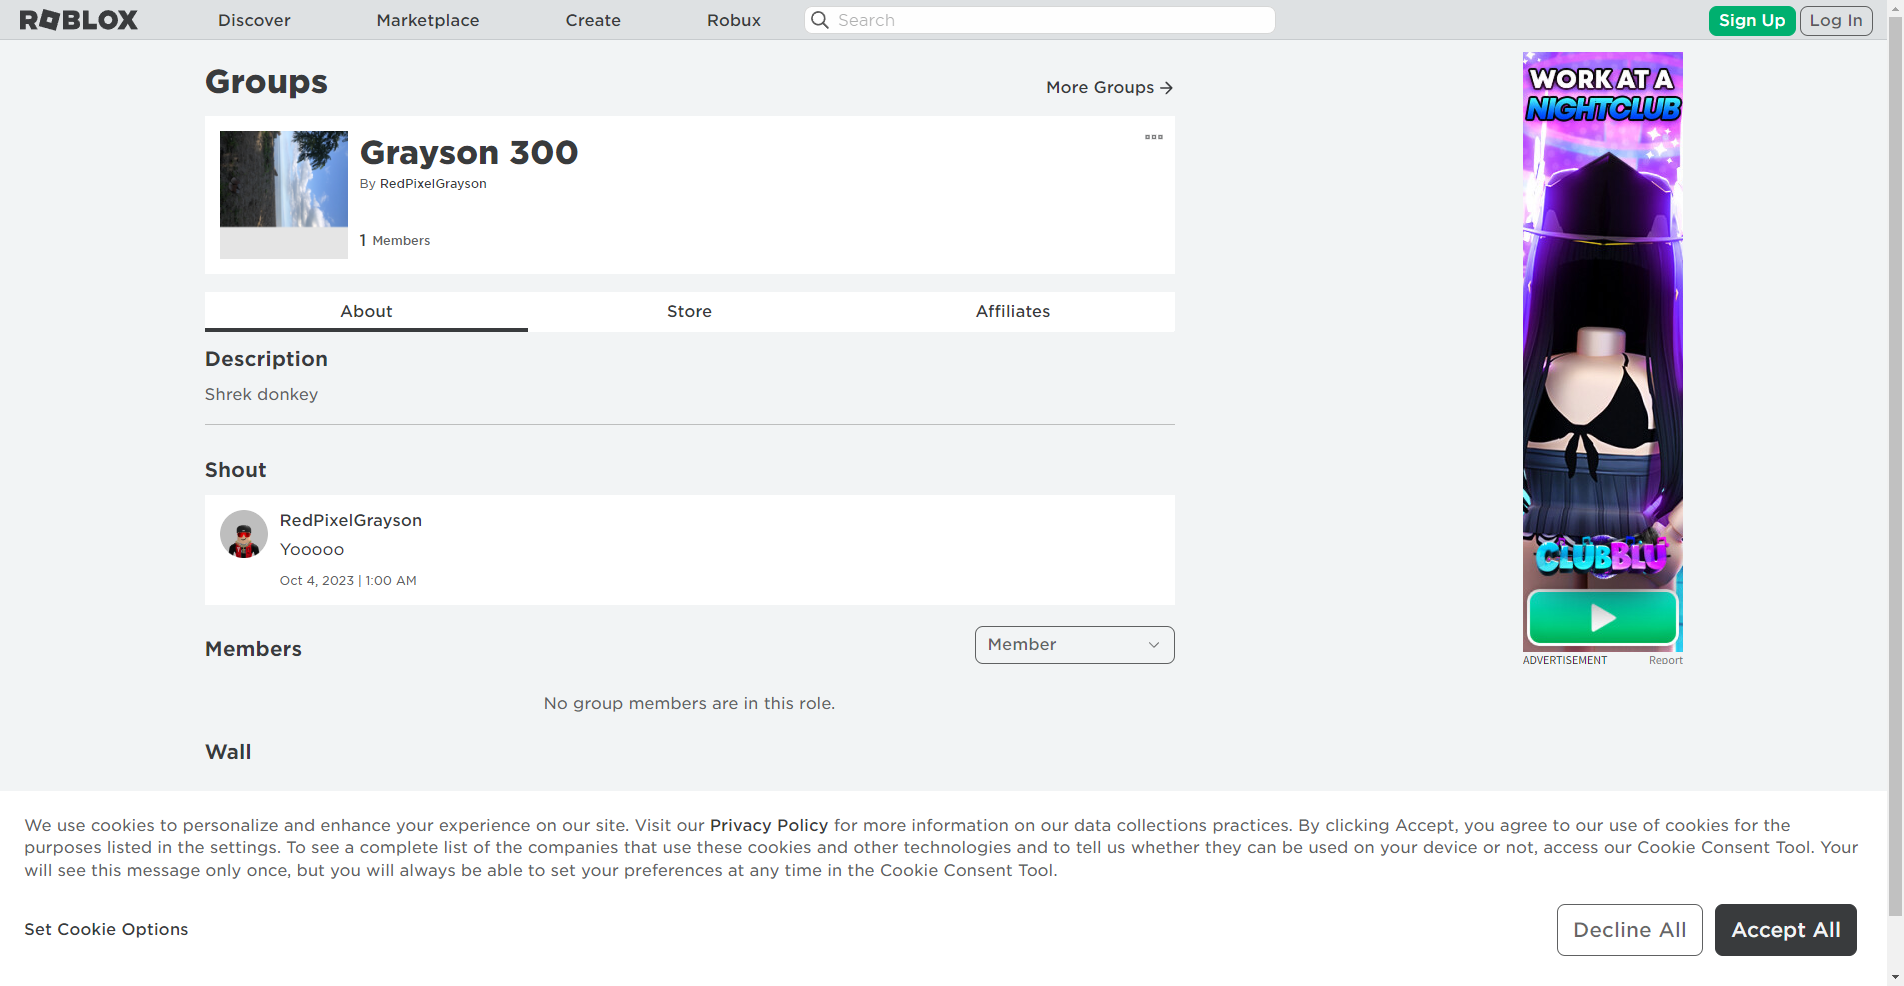 ROBLOX
Discover
Marketplace
Create
Robux
Search
Sign Up
Log In
Groups
More Groups
Grayson 300
By RedPixelGrayson
1 Members
About
Store
Affiliates
Description
Shrek donkey
Shout
RedPixelGrayson
Yooooo
Oct 4, 2023 | 1:00 AM
Members
Member
No group members are in this role.
Wall
WORK AT A
NIGHTCLUB
CLUBBLU
ADVERTISEMENT
Report
We use cookies to personalize and enhance your experience on our site. Visit our Privacy Policy for more information on our data collections practices. By clicking Accept, you agree to our use of cookies for the
purposes listed in the settings. To see a complete list of the companies that use these cookies and other technologies and to tell us whether they can be used on your device or not, access our Cookie Consent Tool. Your
will see this message only once, but you will always be able to set your preferences at any time in the Cookie Consent Tool.
Set Cookie Options
Decline All
Accept All